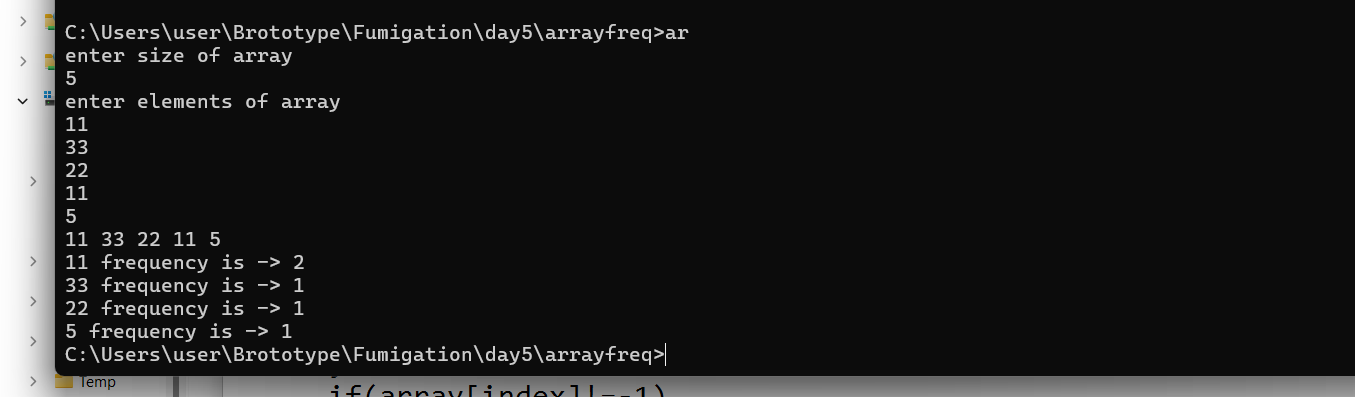 C:\Users\user\Brototype\Fumigation\day5\arrayfreq>ar
enter size of array
5
enter elements of array
11
33
22
11
5
11 33 22 11 5
11 frequency is -> 2
33 frequency is -> 1
22 frequency is -> 1
5 frequency is -> 1
C:\Users\user\Brototype\Fumigation\day5\arrayfreq>
Temp
if(array[index]!=-1)